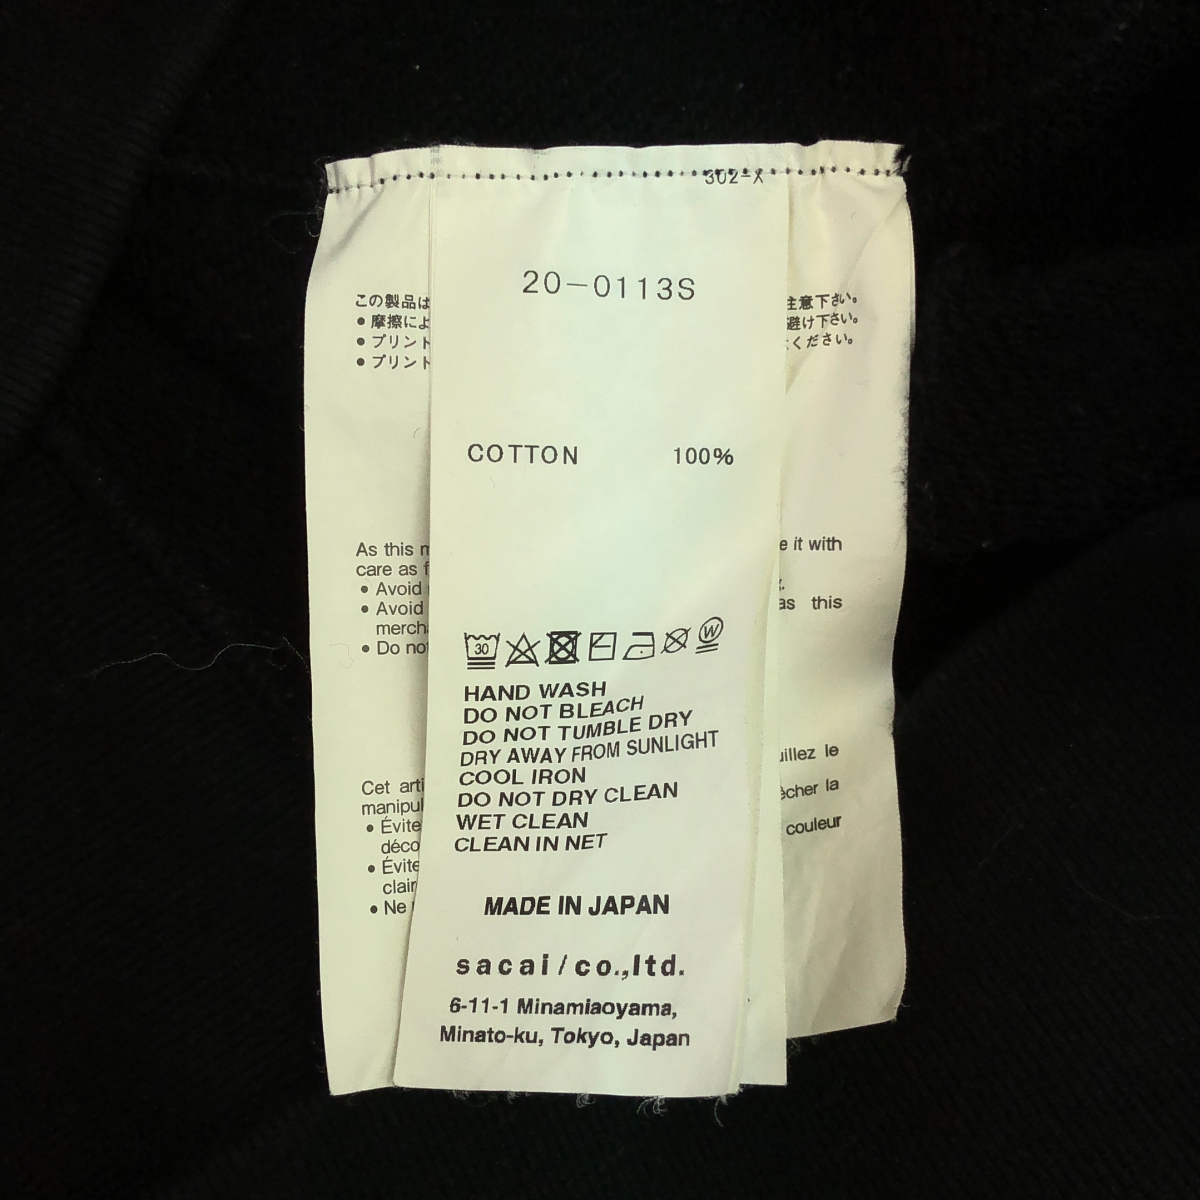 302-X
20-0113S
COTTON 100%
30
W
HAND WASH
DO NOT BLEACH
DO NOT TUMBLE DRY
DRY AWAY FROM SUNLIGHT
COOL IRON
DO NOT DRY CLEAN
WET CLEAN
CLEAN IN NET
MADE IN JAPAN
sacai/co.,ltd.
6-11-1 Minamiaoyama,
Minato-ku, Tokyo, Japan
この製品は
• 摩擦によ
• プリント
• プリント
注意下さい。
避け下さい。
ください。
As this
care as
• Avoid
• Avoid
merch
• Do no
it with
as this
Cet arti
manipul
• Évite
déco
• Évite
clair
• Ne
uillez le
êcher la
couleur